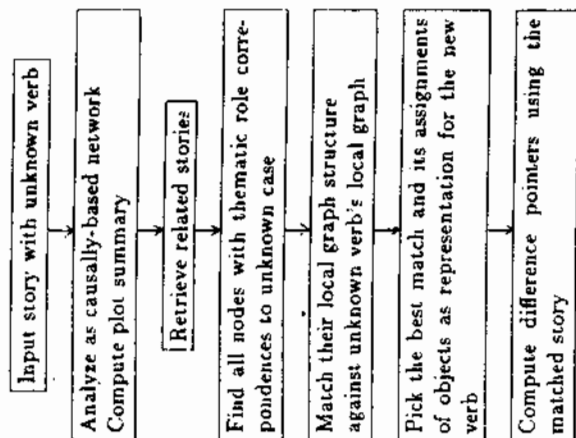 Input story with unknown verb
Analyze as causally-based network
Compute plot summary
Retrieve related stories
Find all nodes with thematic role corre-
pondences to unknown case
Match their local graph structure
against unknown verb's local graph
Pick the best match and its assignments
of objects as representation for the new
verb
Compute difference pointers using the
matched story